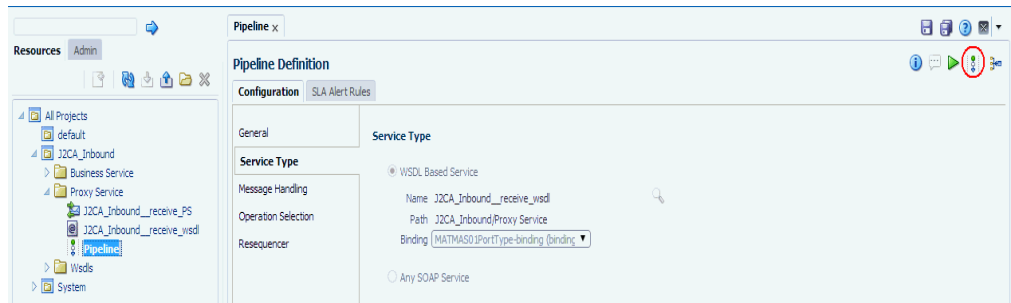 Pipeline x
Resources Admin
Pipeline Definition
Configuration SLA Alert Rules
All Projects
default
J2CA_Inbound
Business Service
Proxy Service
J2CA_Inbound__receive_PS
J2CA_Inbound__receive_wsdl
Pipeline
Wsdls
System
General
Service Type
Message Handling
Operation Selection
Resequencer
Service Type
WSDL Based Service
Name J2CA_Inbound__receive_wsdl
Path J2CA_Inbound/Proxy Service
Binding MATMAS01PortType-binding (binding
Any SOAP Service